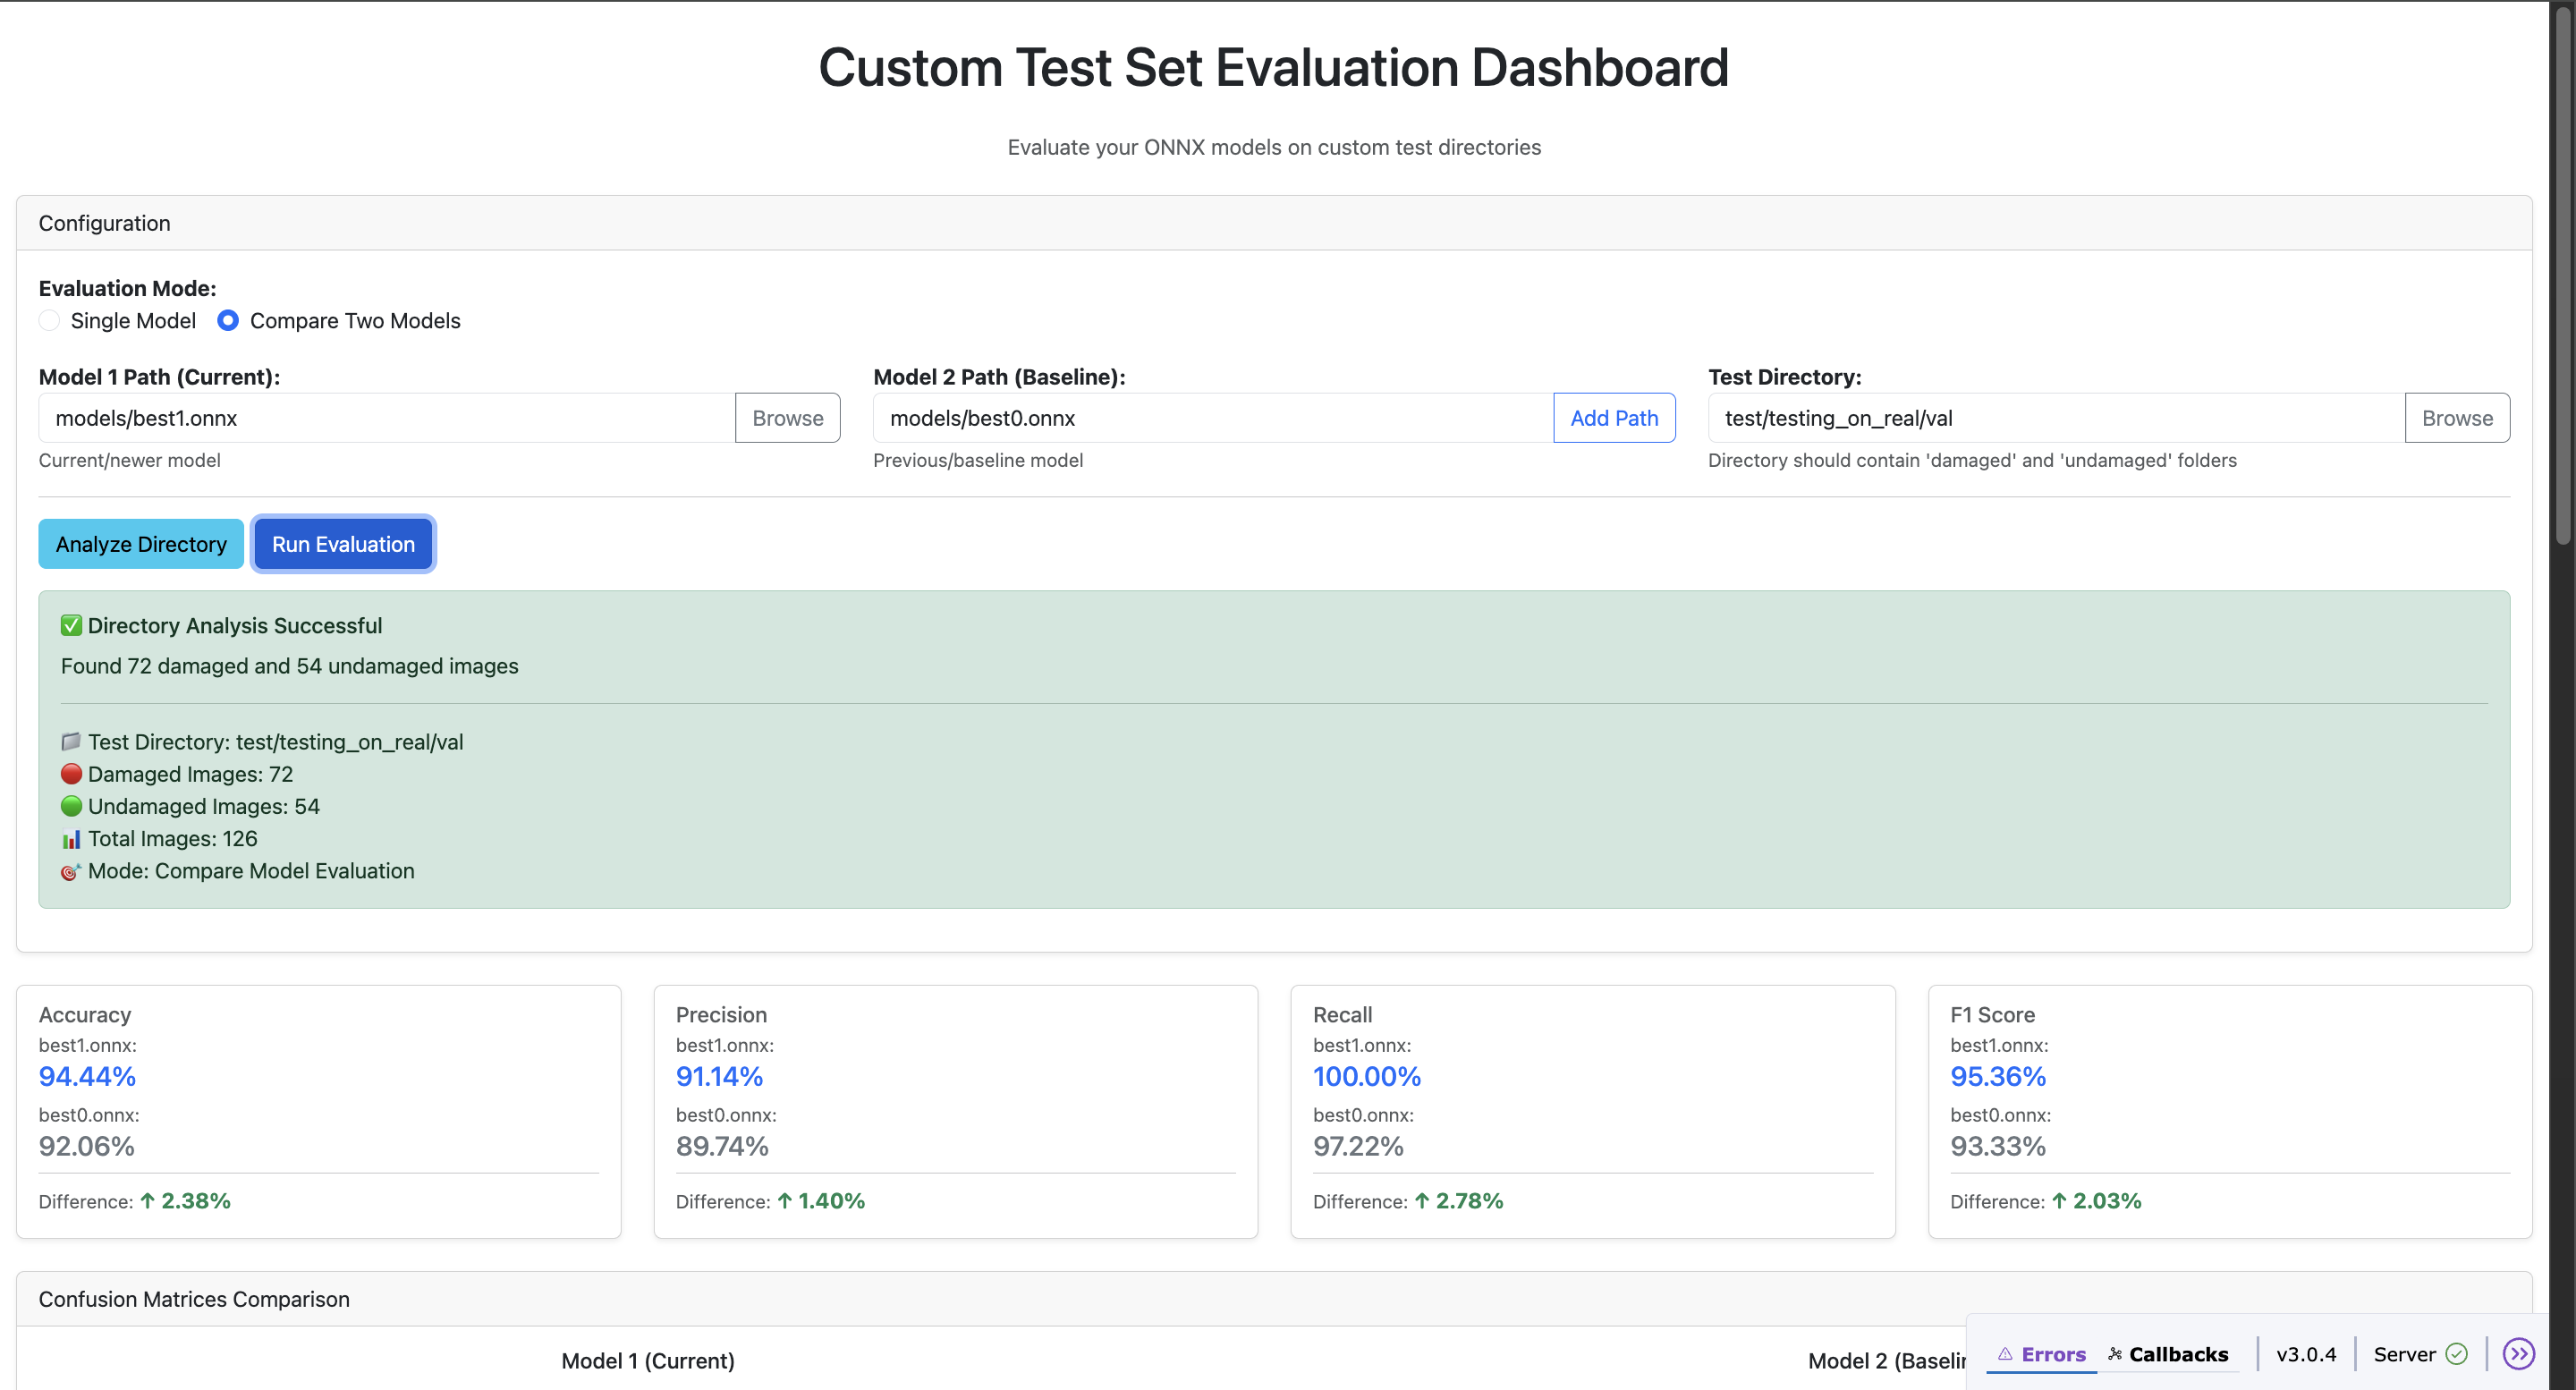 Custom Test Set Evaluation Dashboard
Evaluate your ONNX models on custom test directories
Configuration
Evaluation Mode:
Single Model Compare Two Models
Model 1 Path (Current): Model 2 Path (Baseline): Test Directory:
models/best1.onnx Browse models/best0.onnx Add Path test/testing_on_real/val Browse
Current/newer model Previous/baseline model Directory should contain 'damaged' and 'undamaged' folders
Analyze Directory Run Evaluation
✅ Directory Analysis Successful
Found 72 damaged and 54 undamaged images
📁 Test Directory: test/testing_on_real/val
🔴 Damaged Images: 72
🟢 Undamaged Images: 54
📊 Total Images: 126
🎯 Mode: Compare Model Evaluation
Accuracy
best1.onnx:
94.44%
best0.onnx:
92.06%
Difference: ↑ 2.38%
Precision
best1.onnx:
91.14%
best0.onnx:
89.74%
Difference: ↑ 1.40%
Recall
best1.onnx:
100.00%
best0.onnx:
97.22%
Difference: ↑ 2.78%
F1 Score
best1.onnx:
95.36%
best0.onnx:
93.33%
Difference: ↑ 2.03%
Confusion Matrices Comparison
Model 1 (Current) Model 2
Errors Callbacks v3.0.4 Server